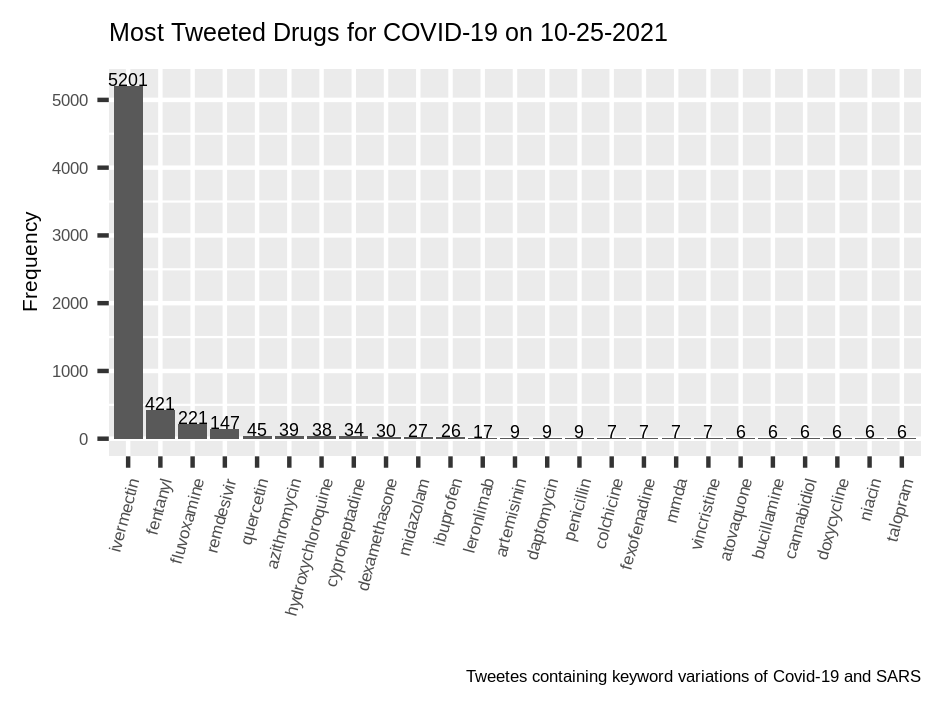 Most Tweeted Drugs for COVID-19 on 10-25-2021
Frequency
5000
4000
3000
2000
1000
0
5201
421
221
147
45
39
38
34
30
27
26
17
9
9
9
7
7
7
7
6
6
6
6
6
6
ivermectin
fentanyl
fluvoxamine
remdesivir
quercetin
azithromycin
hydroxychloroquine
cyproheptadine
dexamethasone
midazolam
ibuprofen
leronlimab
artemisinin
daptomycin
penicillin
colchicine
fexofenadine
mmda
vincristine
atovaquone
bucillamine
cannabidiol
doxycycline
niacin
talopram
Tweetes containing keyword variations of Covid-19 and SARS